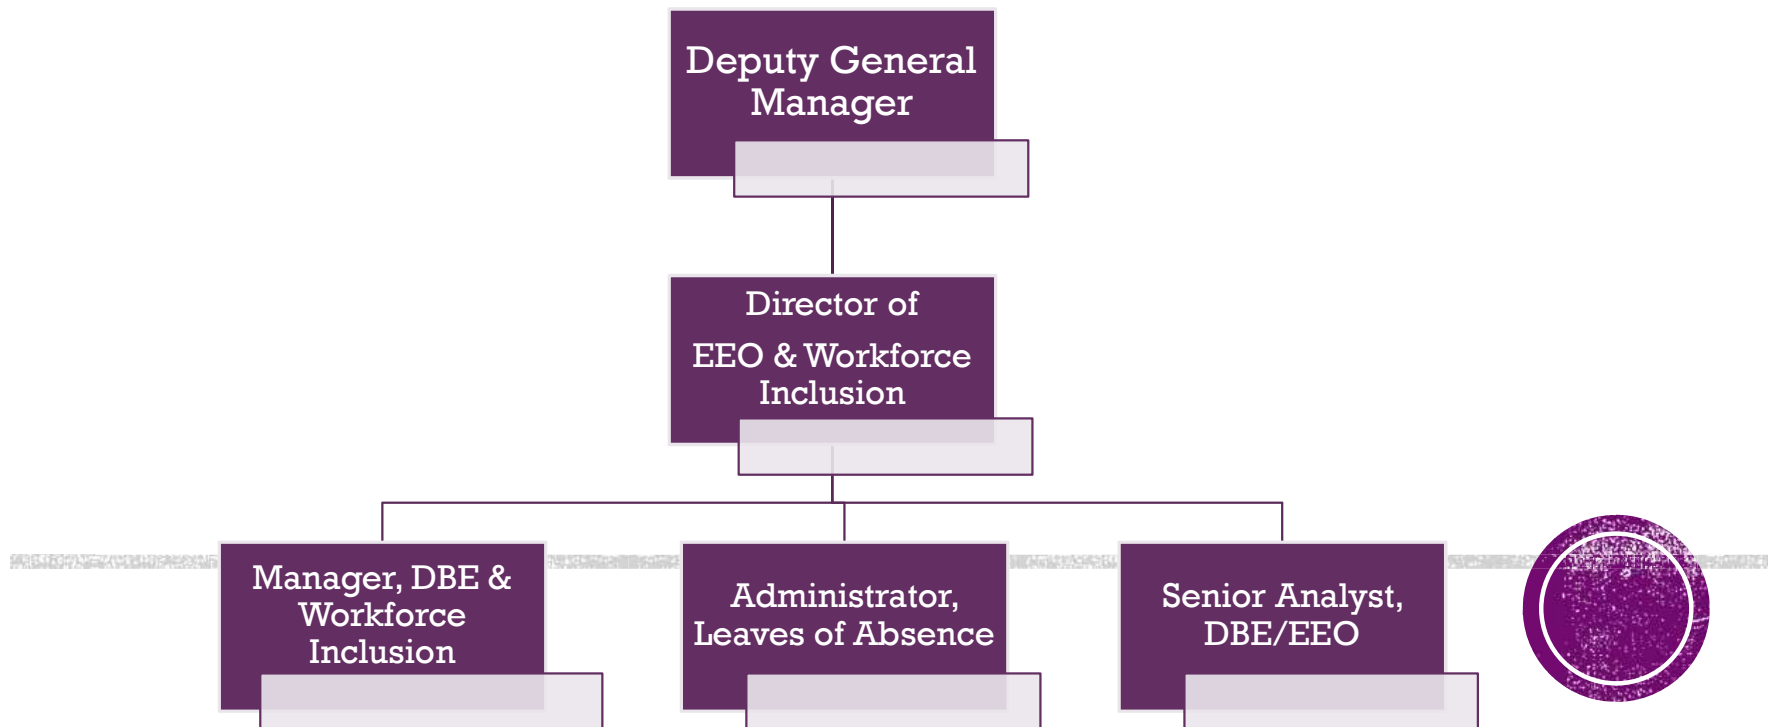 Deputy General
Manager
Director of
EEO & Workforce
Inclusion
Manager, DBE &
Workforce
Inclusion
Administrator,
Leaves of Absence
Senior Analyst,
DBE/EEO